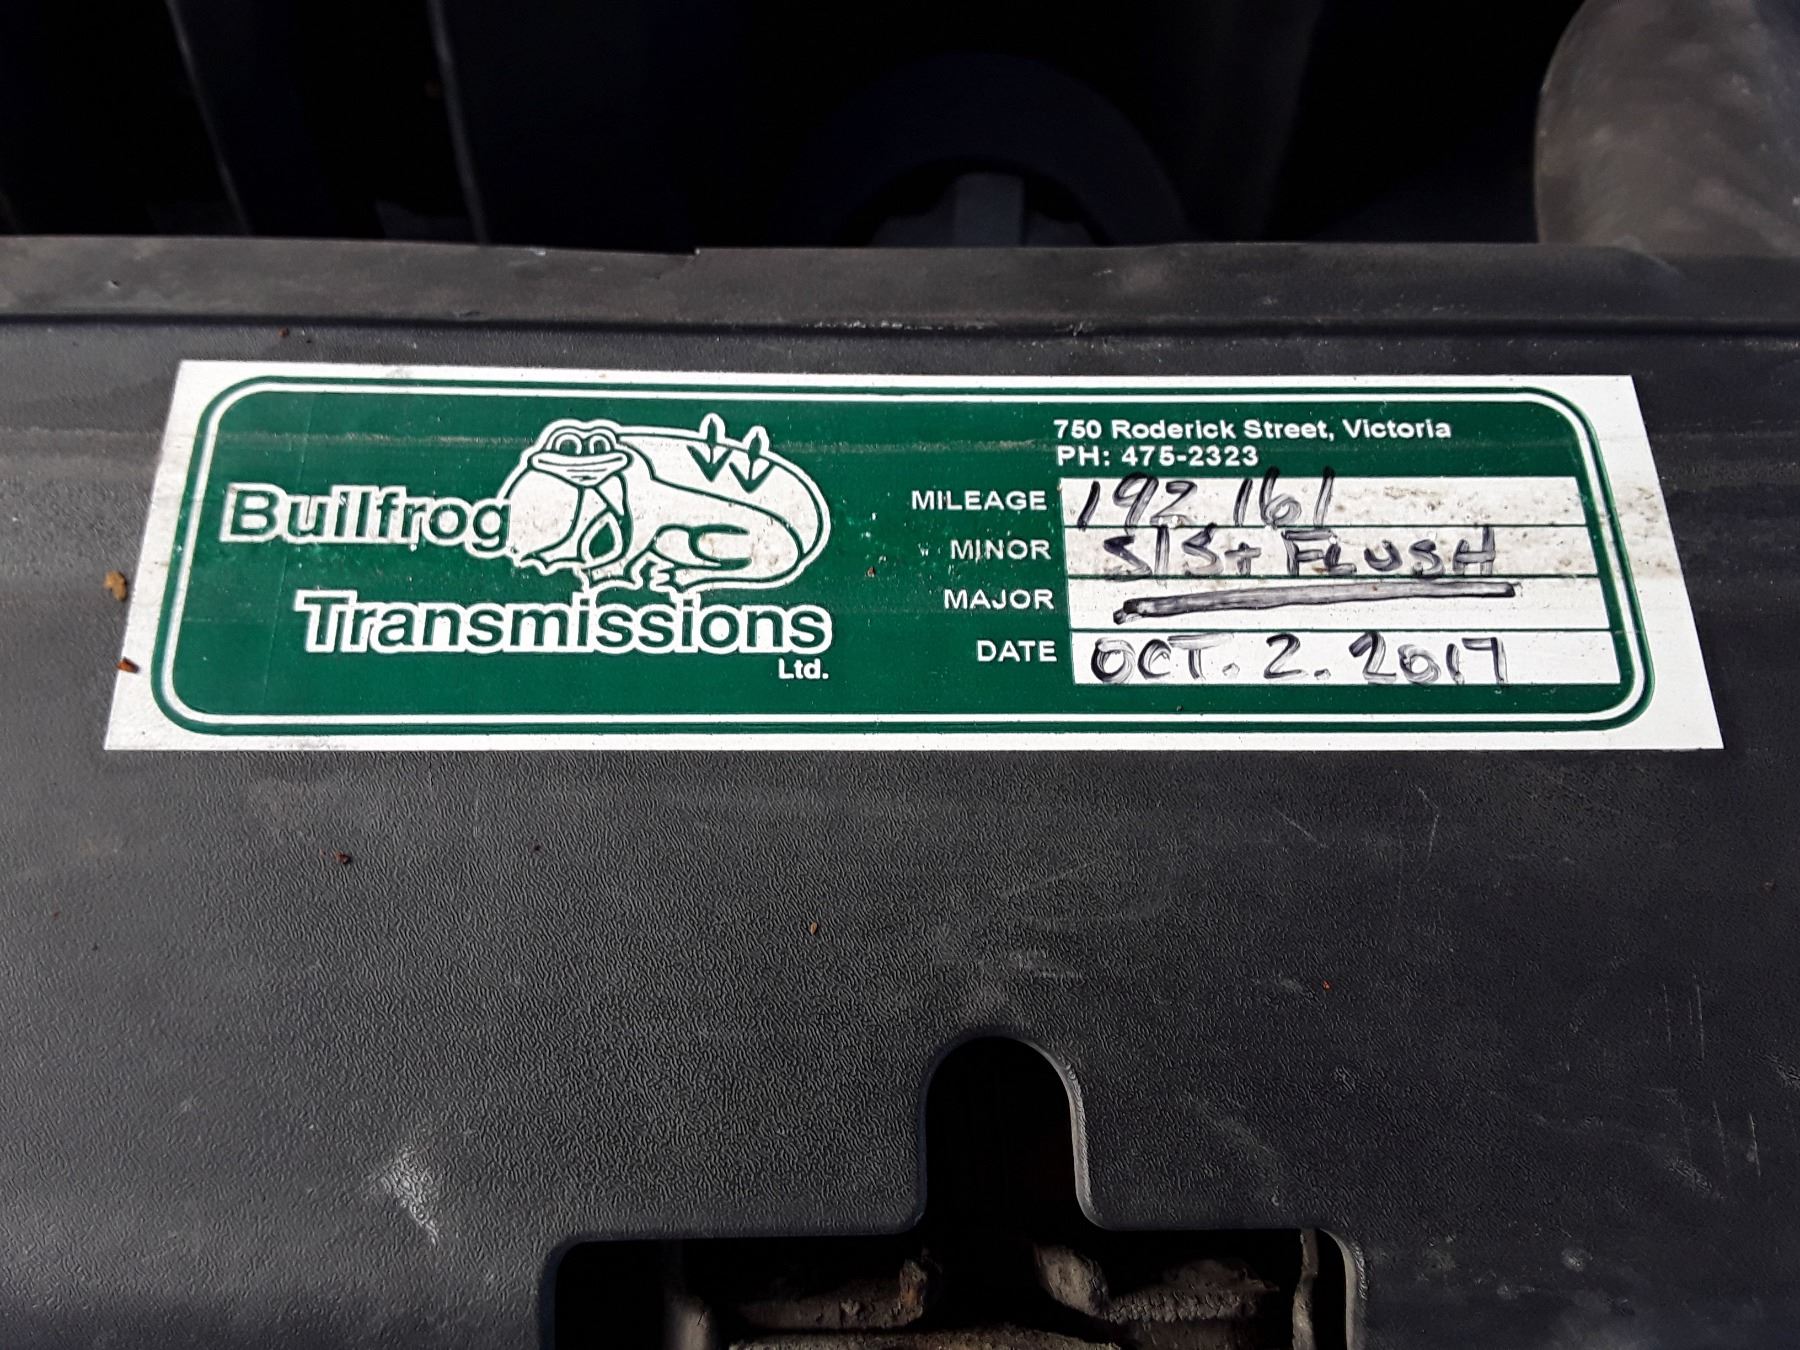 Bullfrog
Transmissions
Ltd.
750 Roderick Street, Victoria
PH: 475-2323
MILEAGE 192 161
MINOR S/S+ FLUSH
MAJOR
DATE OCT. 2. 2017